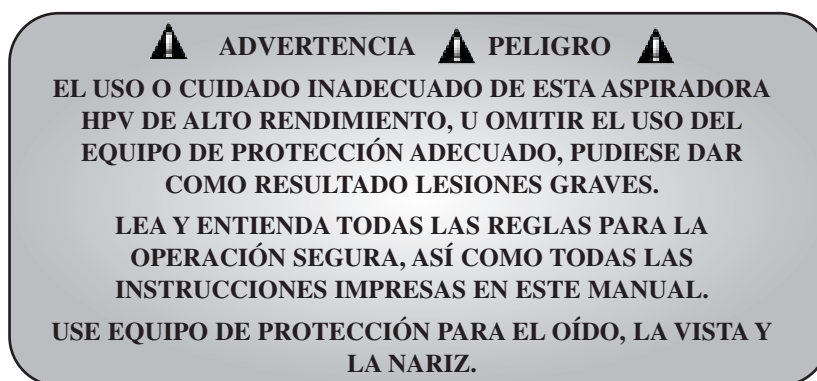 ADVERTENCIA PELIGRO
EL USO O CUIDADO INADECUADO DE ESTA ASPIRADORA
HPV DE ALTO RENDIMIENTO, U OMITIR EL USO DEL
EQUIPO DE PROTECCIÓN ADECUADO, PUDIESE DAR
COMO RESULTADO LESIONES GRAVES.
LEA Y ENTIENDA TODAS LAS REGLAS PARA LA
OPERACIÓN SEGURA, ASÍ COMO TODAS LAS
INSTRUCCIONES IMPRESAS EN ESTE MANUAL.
USE EQUIPO DE PROTECCIÓN PARA EL OÍDO, LA VISTA Y
LA NARIZ.